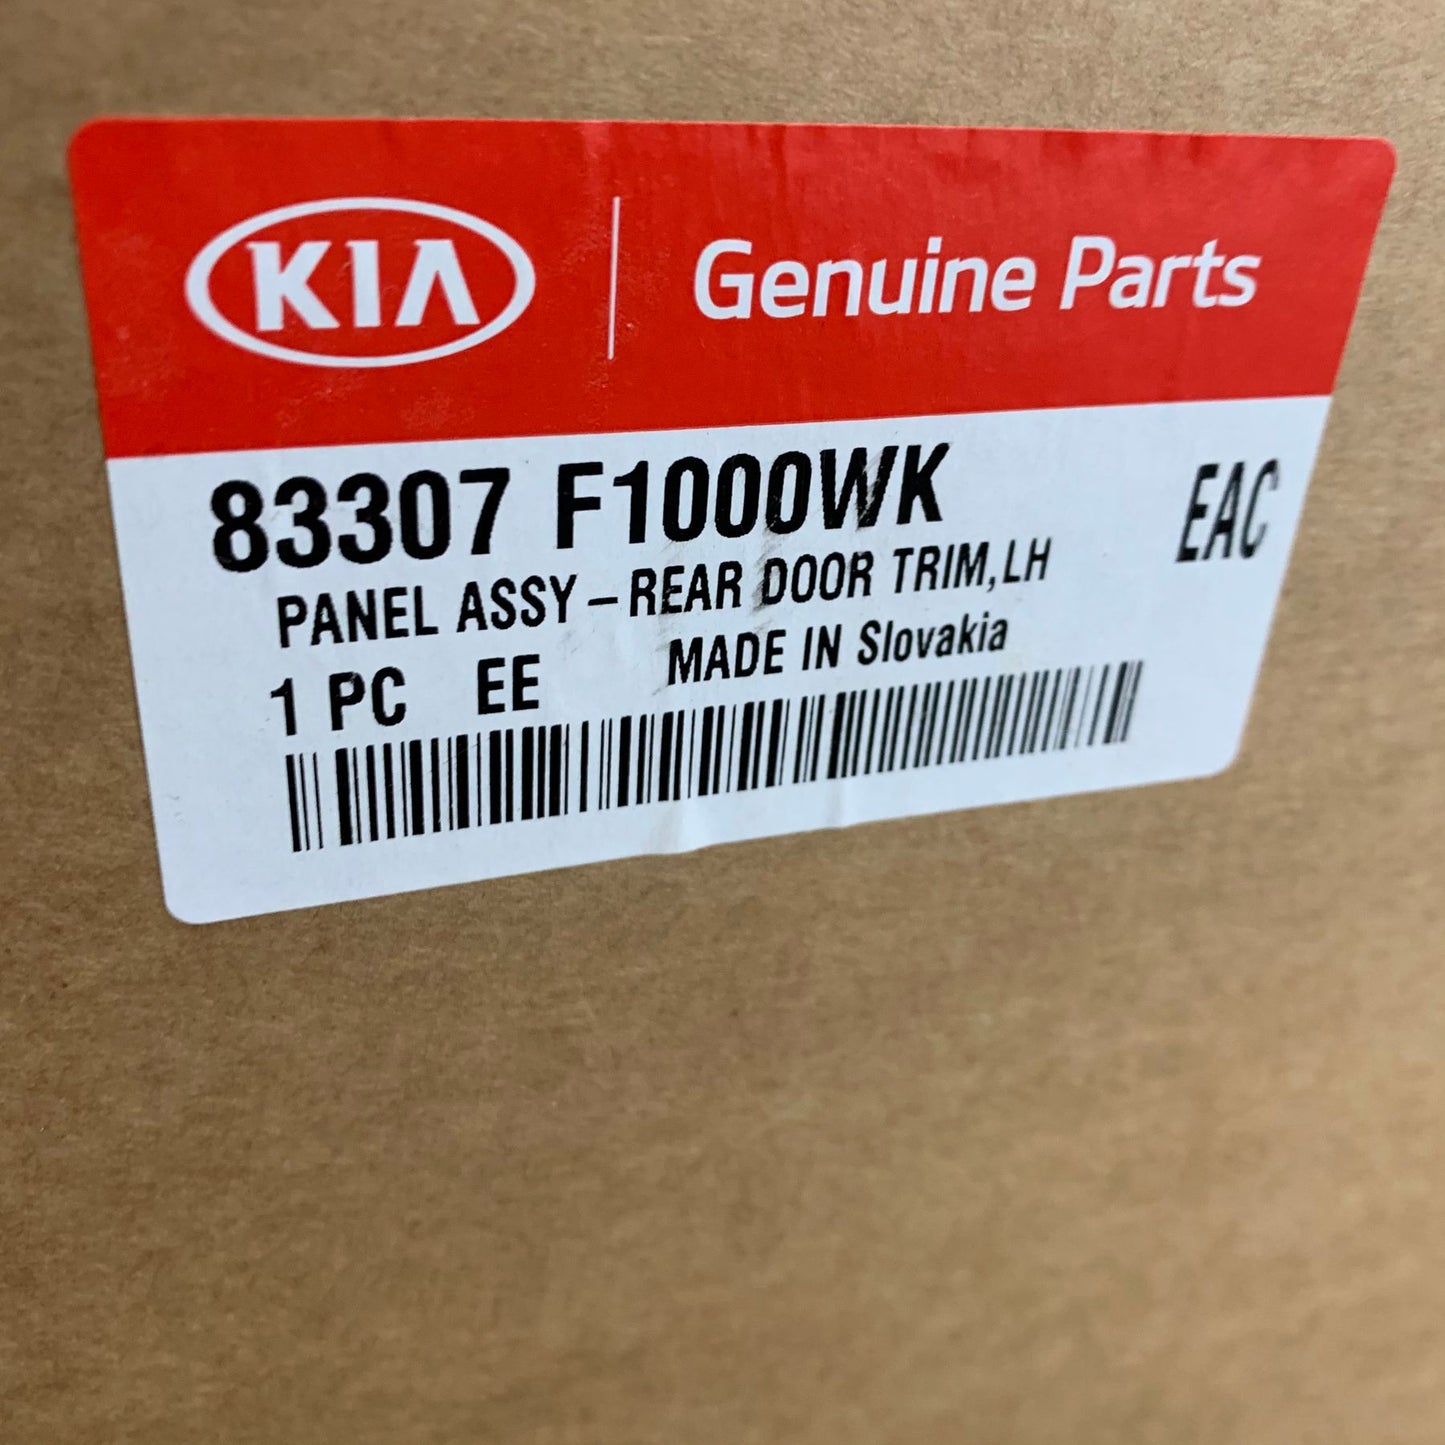 KIA Genuine Parts
83307 F1000WK EAC
PANEL ASSY-REAR DOOR TRIM,LH
1 PC EE MADE IN Slovakia